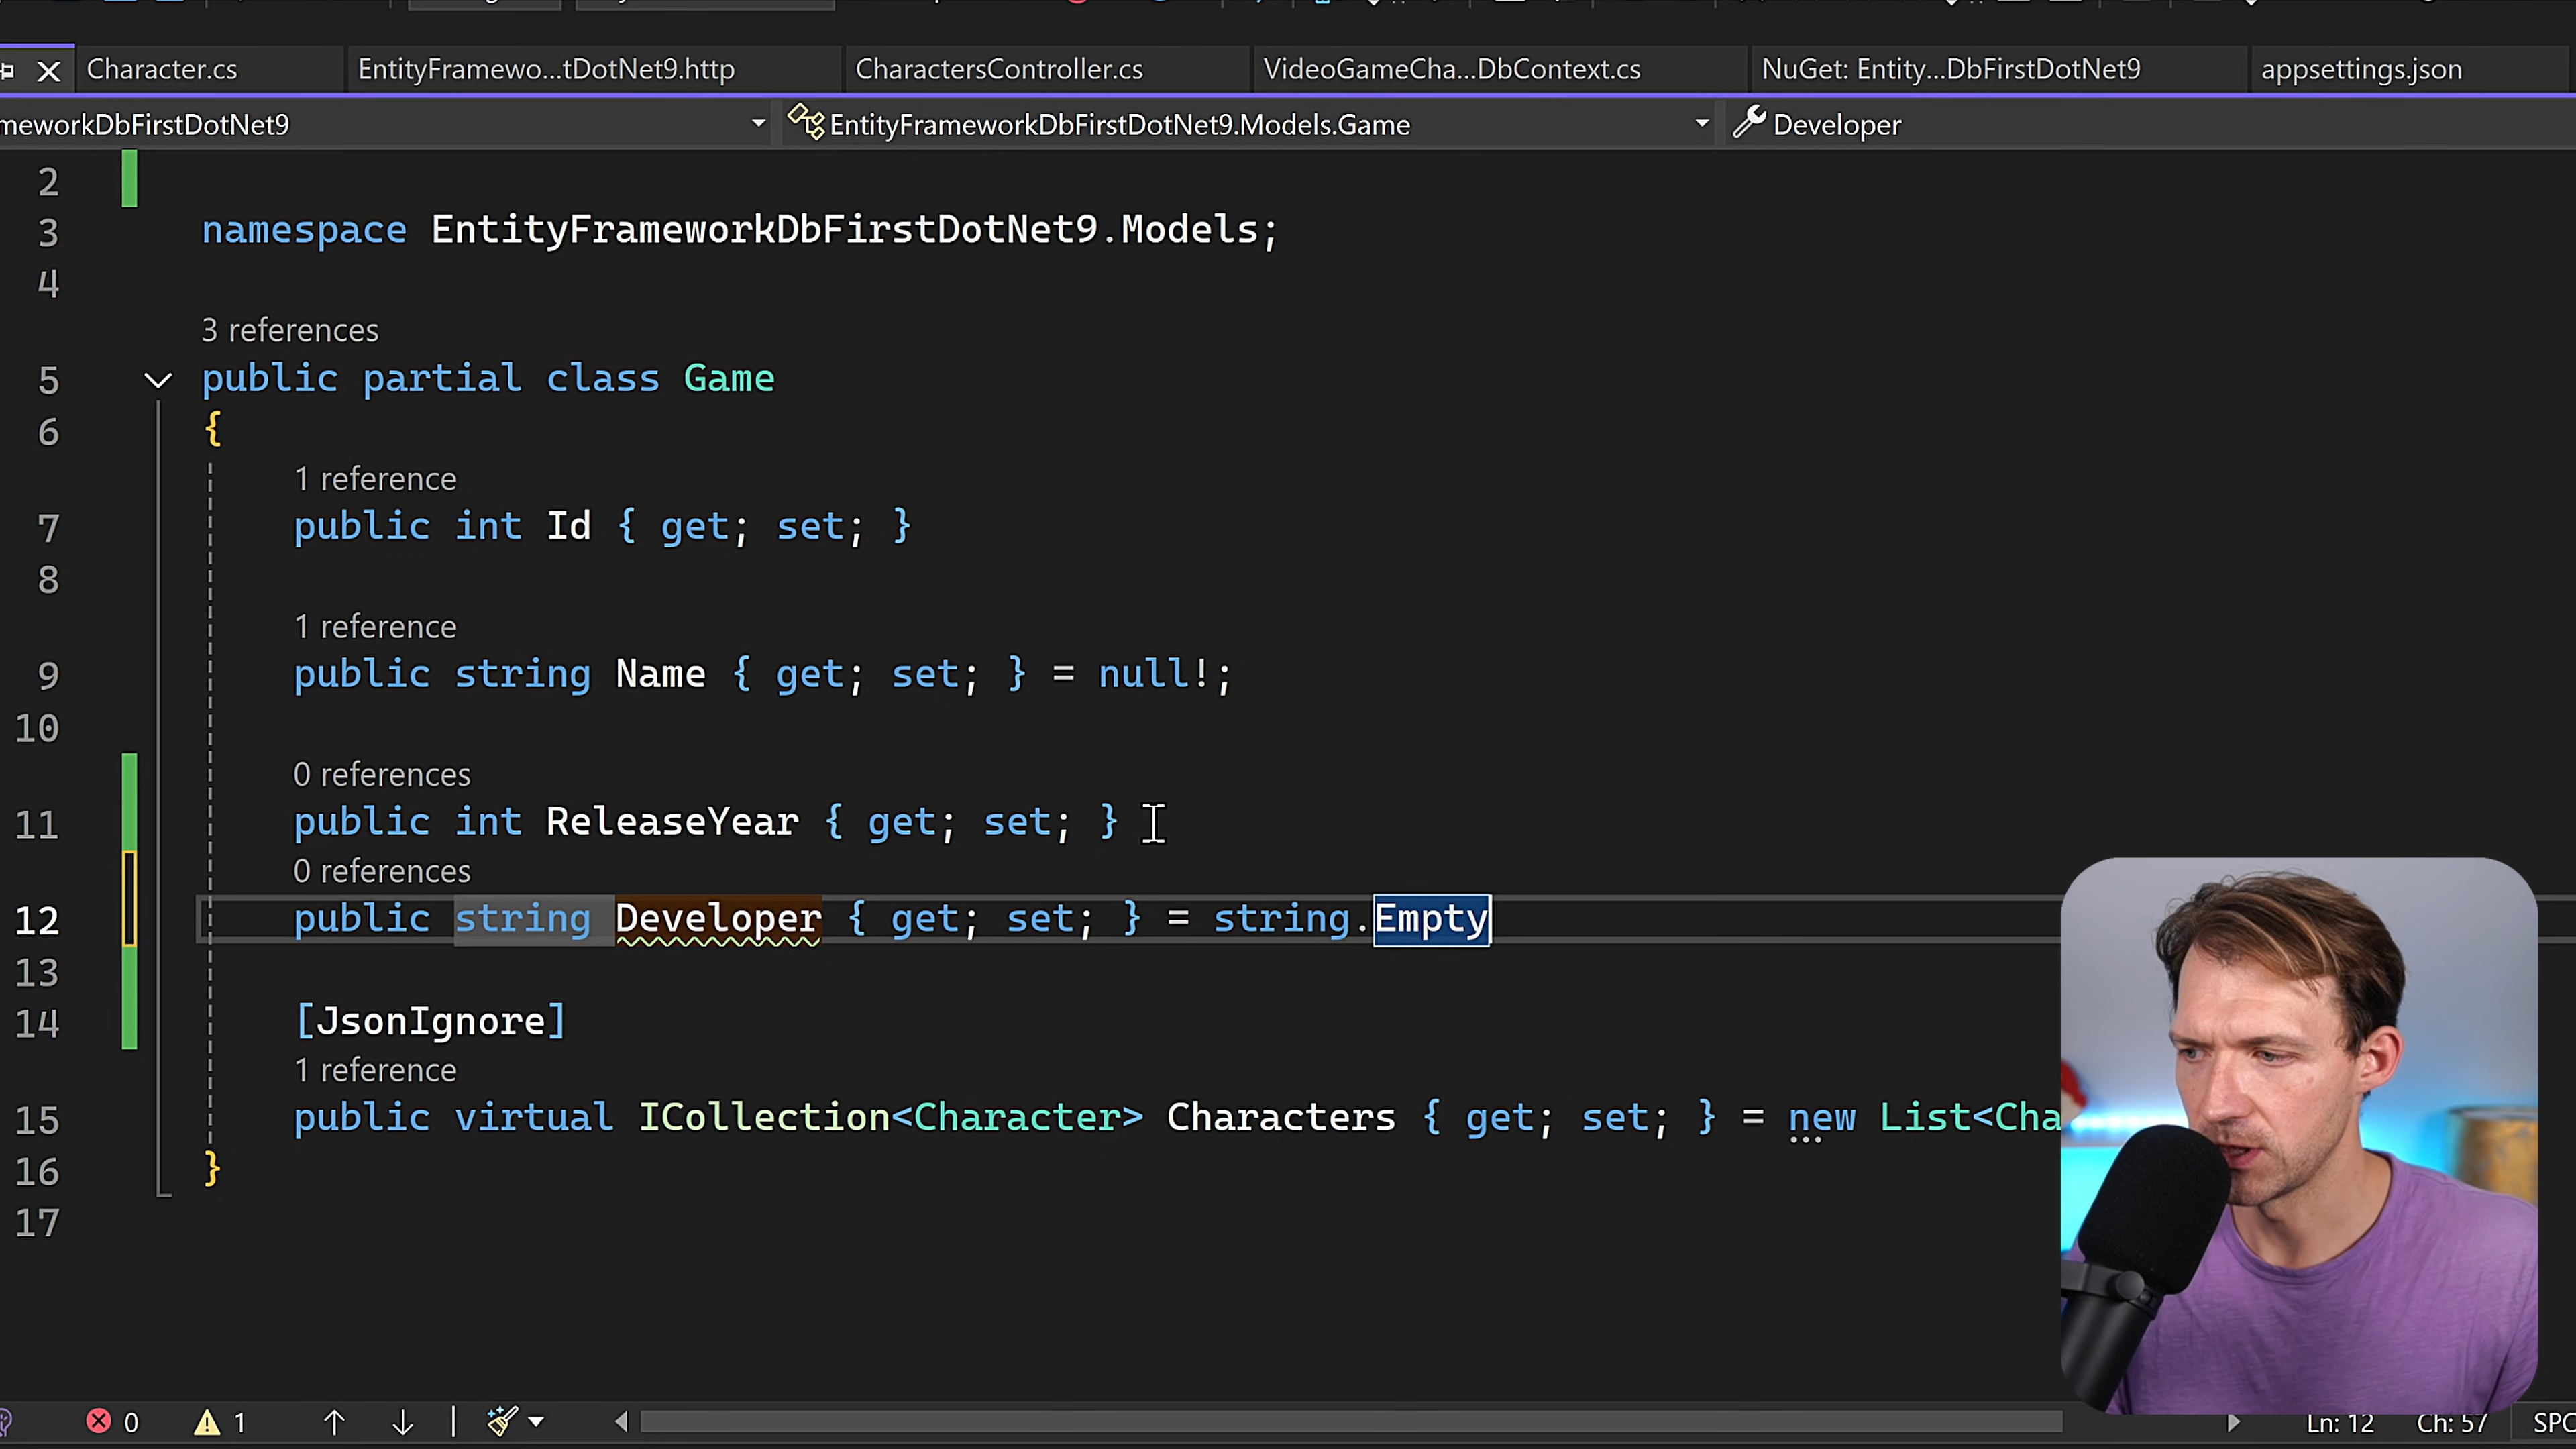 Character.cs EntityFramewo...tDotNet9.http CharactersController.cs VideoGameCha...DbContext.cs NuGet: Entity...DbFirstDotNet9 appsettings.json
meworkDbFirstDotNet9 EntityFrameworkDbFirstDotNet9.Models.Game Developer
2
3 namespace EntityFrameworkDbFirstDotNet9.Models;
4
3 references
5 public partial class Game
6 {
1 reference
7 public int Id { get; set; }
8
1 reference
9 public string Name { get; set; } = null!;
10
0 references
11 public int ReleaseYear { get; set; }
0 references
12 public string Developer { get; set; } = string.Empty
13
14 [JsonIgnore]
1 reference
15 public virtual ICollection<Character> Characters { get; set; } = new List<Cha
16 }
17
0 1 Ln: 12 Ch: 57 SPC